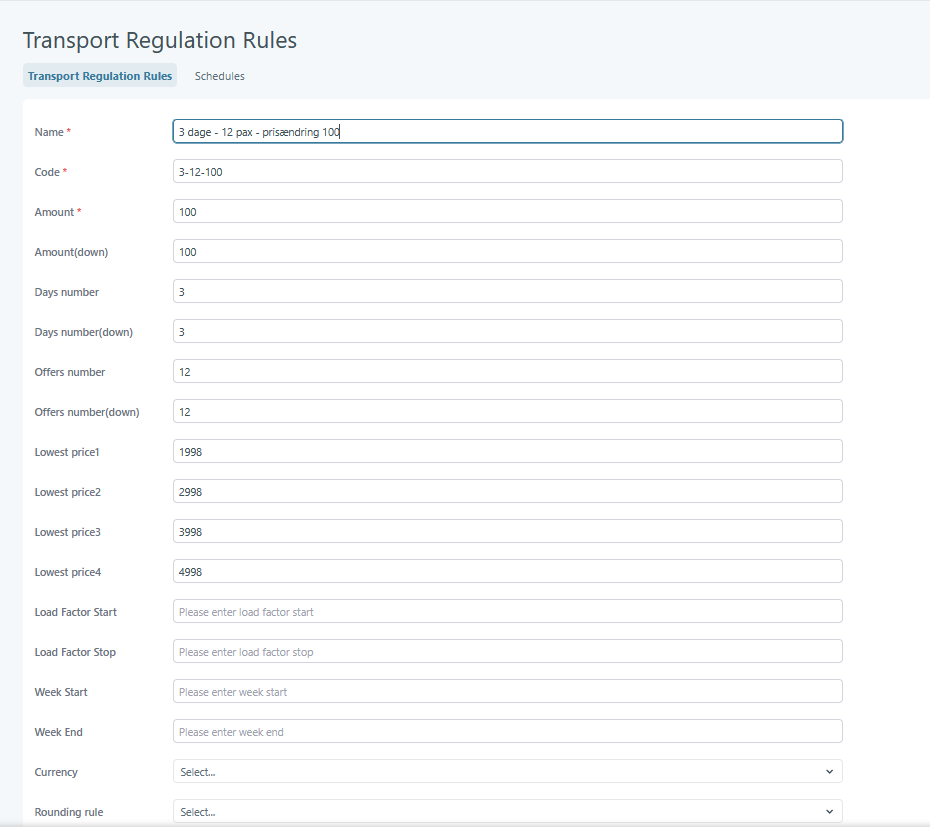 Transport Regulation Rules
Transport Regulation Rules Schedules
Name * 3 dage - 12 pax - prisændring 100
Code * 3-12-100
Amount * 100
Amount(down) 100
Days number 3
Days number(down) 3
Offers number 12
Offers number(down) 12
Lowest price1 1998
Lowest price2 2998
Lowest price3 3998
Lowest price4 4998
Load Factor Start Please enter load factor start
Load Factor Stop Please enter load factor stop
Week Start Please enter week start
Week End Please enter week end
Currency Select...
Rounding rule Select...